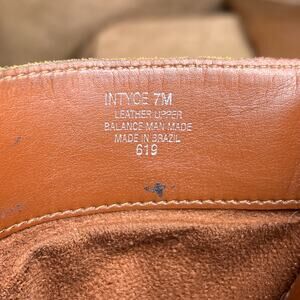 INTYCE 7M
LEATHER UPPER
BALANCE MAN MADE
MADE IN BRAZIL
619